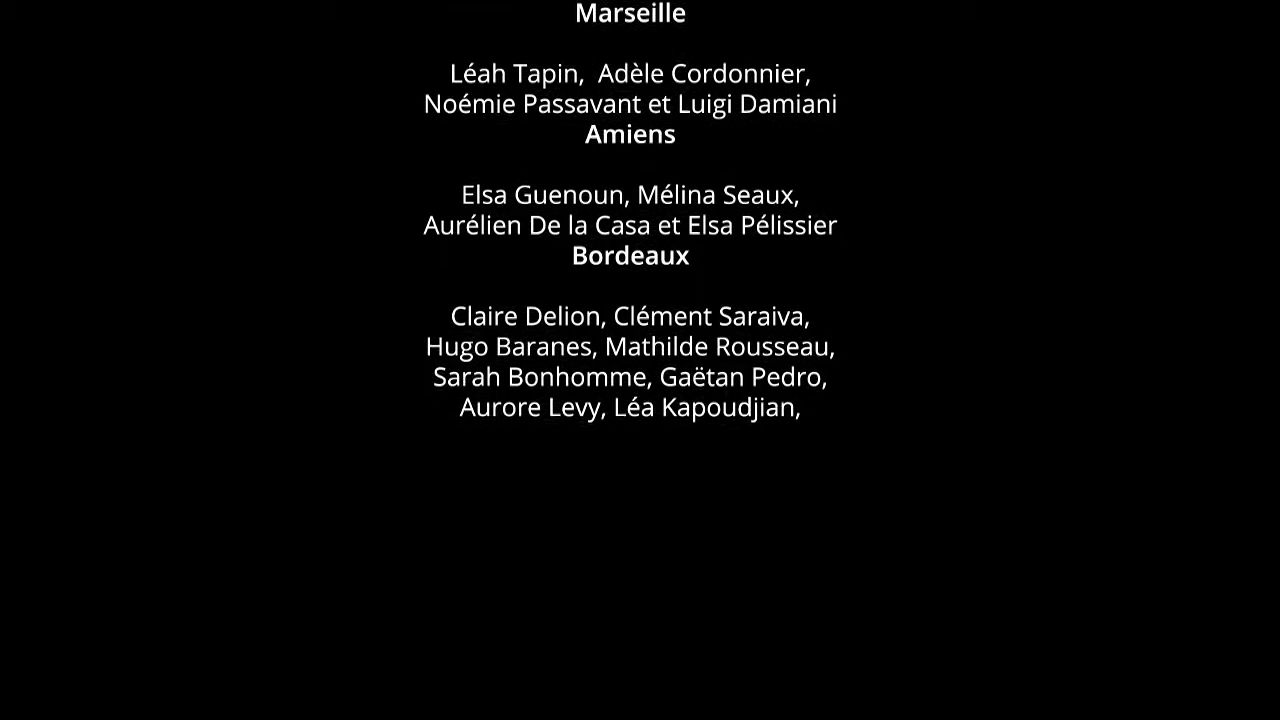 Marseille
Léah Tapin,  Adèle Cordonnier,
Noémie Passavant et Luigi Damiani
Amiens
Elsa Guenoun, Mélina Seaux,
Aurélien De la Casa et Elsa Pélissier
Bordeaux
Claire Delion, Clément Saraiva,
Hugo Baranes, Mathilde Rousseau,
Sarah Bonhomme, Gaëtan Pedro,
Aurore Levy, Léa Kapoudjian,